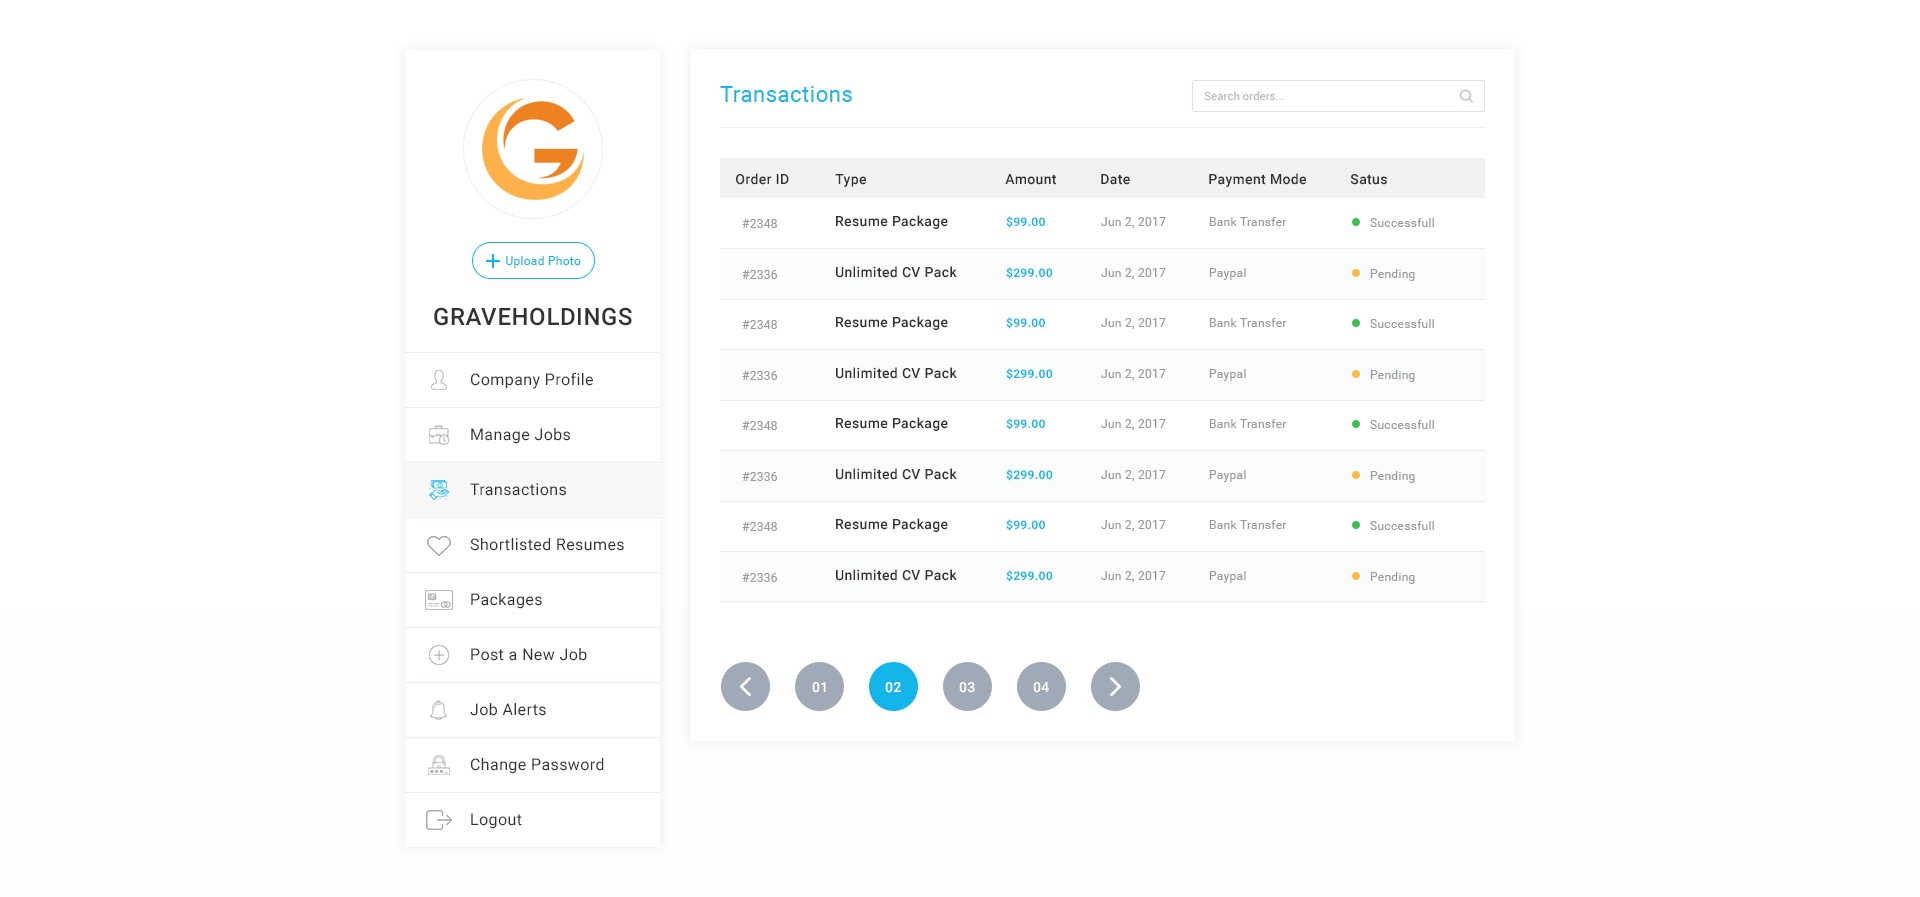 Upload Photo
GRAVEHOLDINGS
Company Profile
Manage Jobs
Transactions
Shortlisted Resumes
Packages
Post a New Job
Job Alerts
Change Password
Logout
Transactions
Search orders...
Order ID Type Amount Date Payment Mode Satus
#2348 Resume Package $99.00 Jun 2, 2017 Bank Transfer Successfull
#2336 Unlimited CV Pack $299.00 Jun 2, 2017 Paypal Pending
#2348 Resume Package $99.00 Jun 2, 2017 Bank Transfer Successfull
#2336 Unlimited CV Pack $299.00 Jun 2, 2017 Paypal Pending
#2348 Resume Package $99.00 Jun 2, 2017 Bank Transfer Successfull
#2336 Unlimited CV Pack $299.00 Jun 2, 2017 Paypal Pending
#2348 Resume Package $99.00 Jun 2, 2017 Bank Transfer Successfull
#2336 Unlimited CV Pack $299.00 Jun 2, 2017 Paypal Pending
01 02 03 04